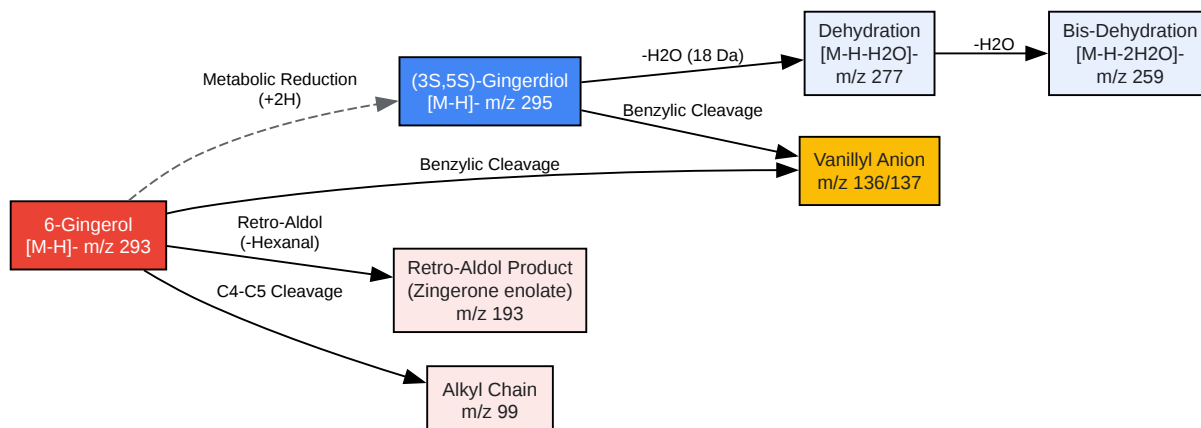 Metabolic Reduction
(+2H)
(3S,5S)-Gingerdiol
[M-H]- m/z 295
-H2O (18 Da)
Dehydration
[M-H-H2O]-
m/z 277
-H2O
Bis-Dehydration
[M-H-2H2O]-
m/z 259
Benzylic Cleavage
Vanillyl Anion
m/z 136/137
Benzylic Cleavage
6-Gingerol
[M-H]- m/z 293
Retro-Aldol
(-Hexanal)
Retro-Aldol Product
(Zingerone enolate)
m/z 193
C4-C5 Cleavage
Alkyl Chain
m/z 99